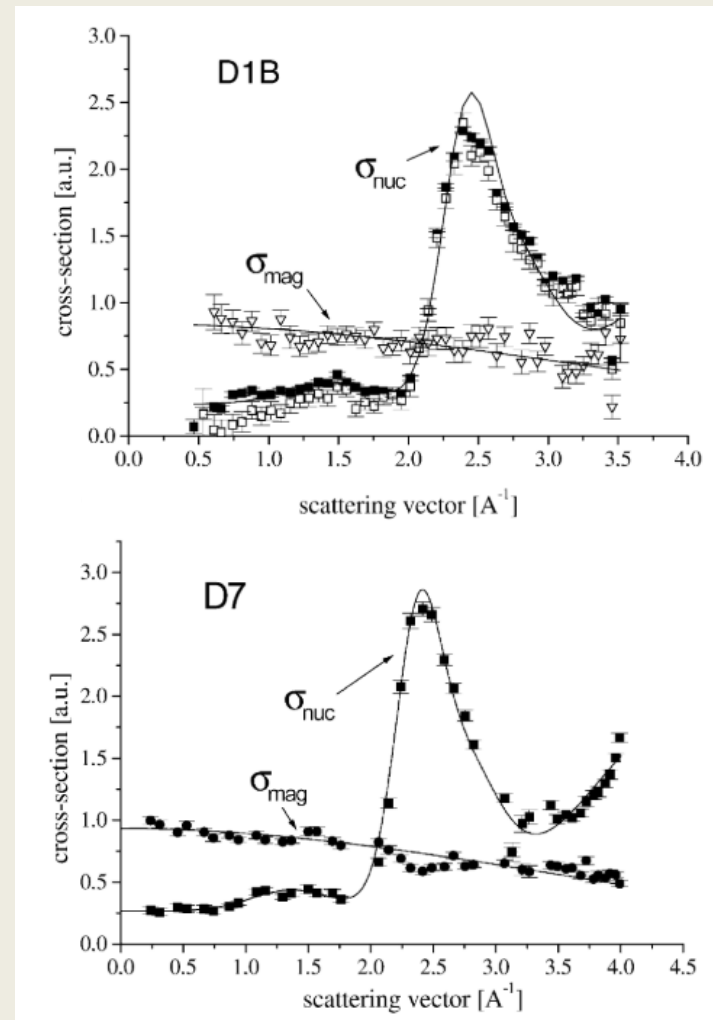 3.0
D1B
2.5
σnuc
2.0
1.5
σmag
1.0
0.5
0.0
0.0 0.5 1.0 1.5 2.0 2.5 3.0 3.5 4.0
cross-section [a.u.]
scattering vector [A⁻¹]
3.0
D7
2.5
2.0
σnuc
1.5
σmag
1.0
0.5
0.0
0.0 0.5 1.0 1.5 2.0 2.5 3.0 3.5 4.0 4.5
cross-section [a.u.]
scattering vector [A⁻¹]